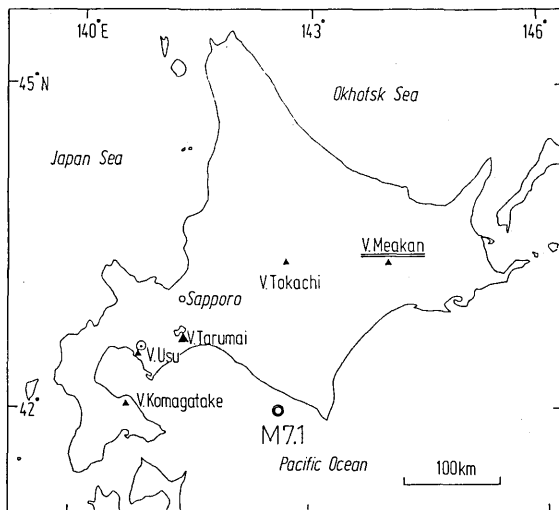 140°E
143°
146°
45°N
Okhotsk Sea
Japan Sea
V.Meakan
V.Tokachi
Sapporo
V.Tarumai
V.Usu
V.Komagatake
42°
M7.1
Pacific Ocean
100km